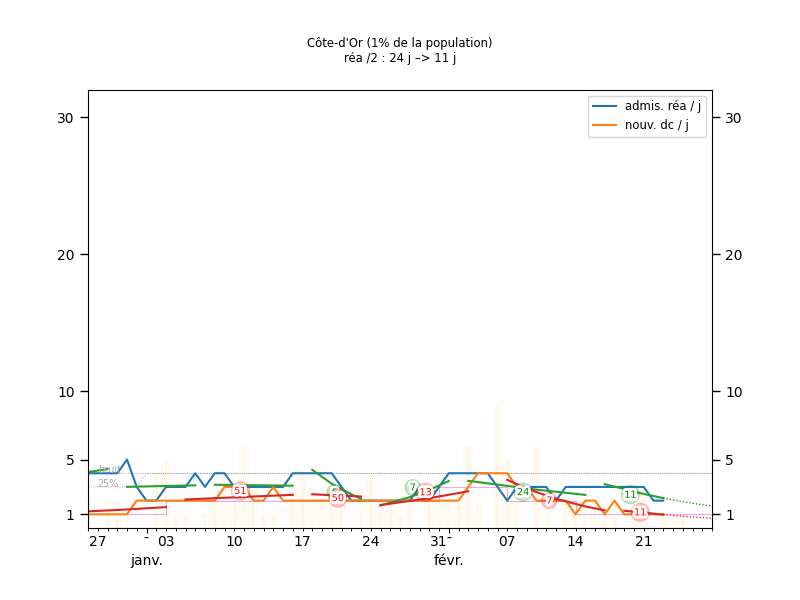 Côte-d'Or (1% de la population)
réa /2 : 24 j –> 11 j
admis. réa / j
nouv. dc / j
30 30
20 20
10 10
5 5
bruit
25%
7 13
51 50 24 7 11 11
1 1
27 03 10 17 24 31 07 14 21
janv. févr.